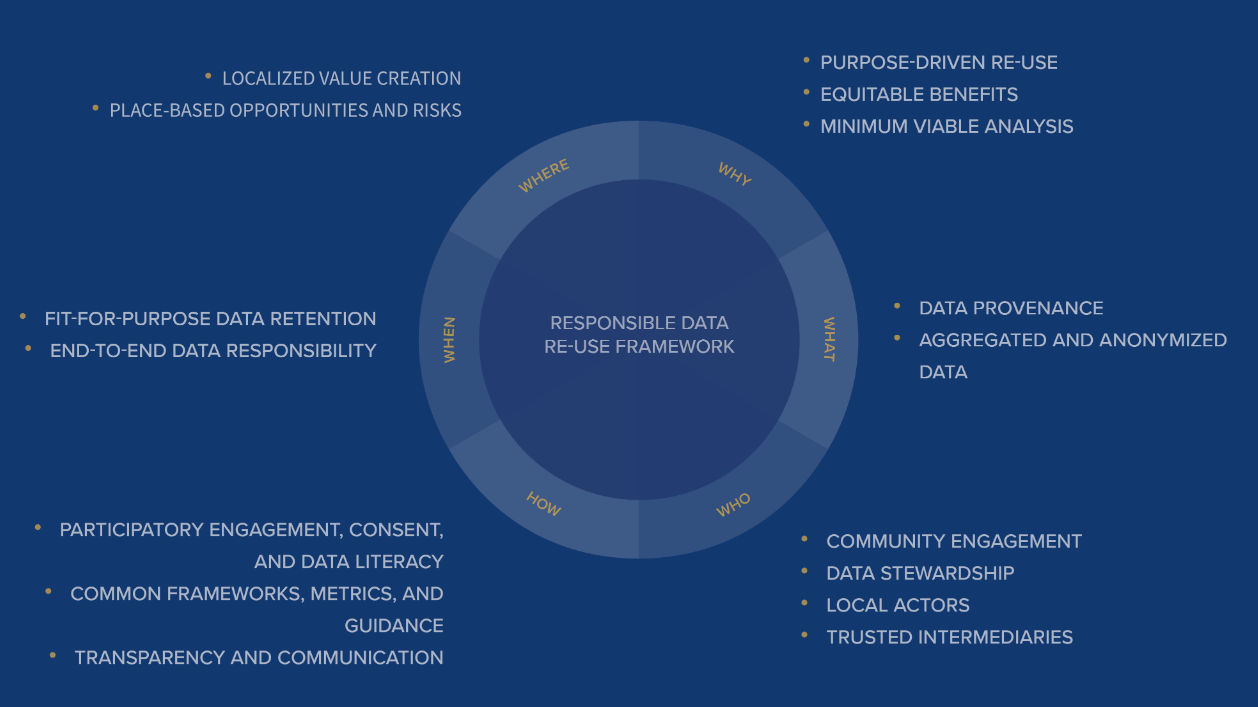 • LOCALIZED VALUE CREATION
• PLACE-BASED OPPORTUNITIES AND RISKS
• PURPOSE-DRIVEN RE-USE
• EQUITABLE BENEFITS
• MINIMUM VIABLE ANALYSIS
WHERE
WHY
• FIT-FOR-PURPOSE DATA RETENTION
• END-TO-END DATA RESPONSIBILITY
WHEN
RESPONSIBLE DATA
RE-USE FRAMEWORK
WHAT
• DATA PROVENANCE
• AGGREGATED AND ANONYMIZED
DATA
HOW
WHO
• PARTICIPATORY ENGAGEMENT, CONSENT,
AND DATA LITERACY
• COMMON FRAMEWORKS, METRICS, AND
GUIDANCE
• TRANSPARENCY AND COMMUNICATION
• COMMUNITY ENGAGEMENT
• DATA STEWARDSHIP
• LOCAL ACTORS
• TRUSTED INTERMEDIARIES